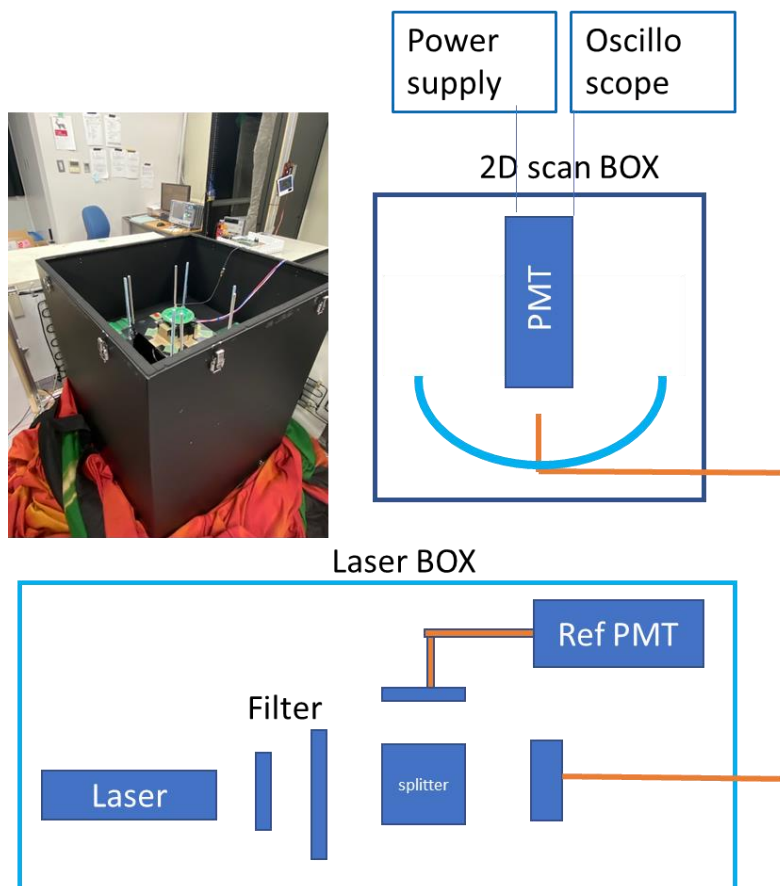 Power
supply
Oscillo
scope
2D scan BOX
PMT
Laser BOX
Ref PMT
Filter
Laser
splitter